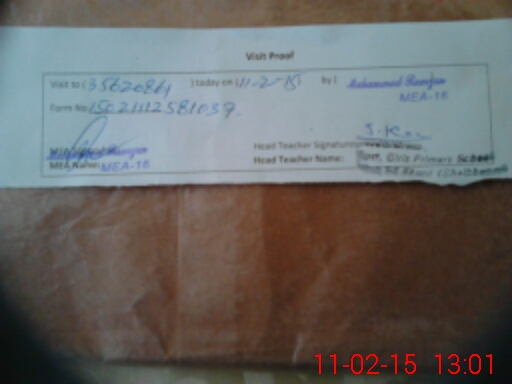 Visit Proof
Visit to (35620864) today on (11-2-15) by ( Muhammad Ramzan
MEA-16
Form No: 15021112581039.
Head Teacher Signature:
MEA Name: MEA-16 Head Teacher Name: Govt. Girls Primary School
11-02-15 13:01